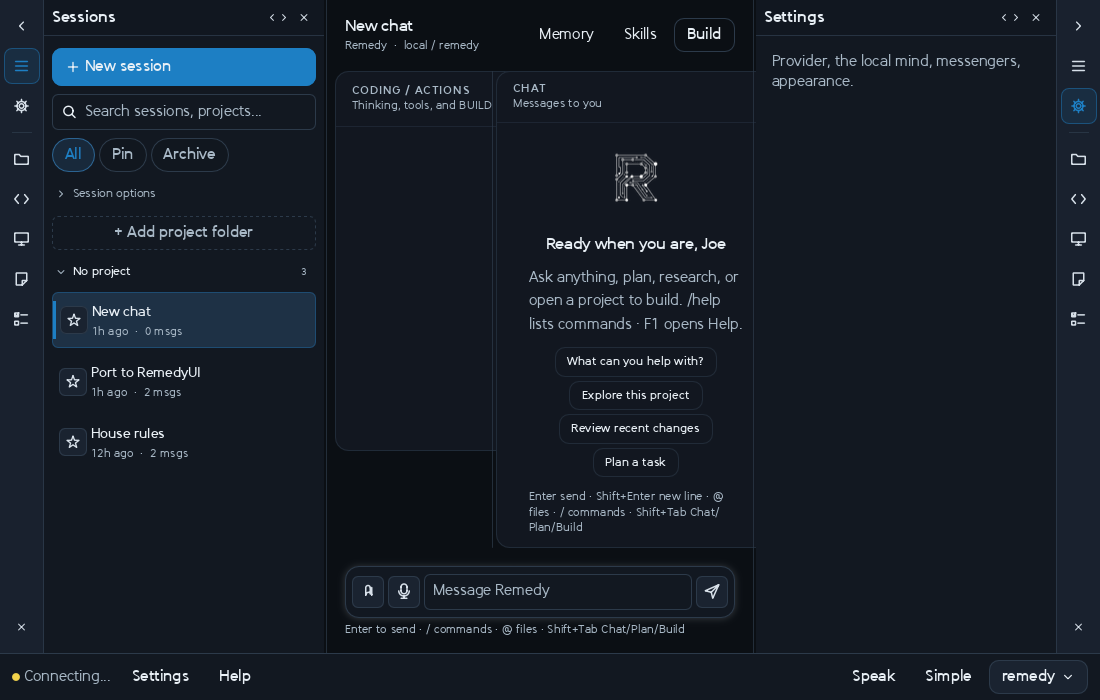 Sessions
+ New session
Search sessions, projects...
All
Pin
Archive
Session options
+ Add project folder
No project
3
New chat
1h ago · 0 msgs
Port to RemedyUI
1h ago · 2 msgs
House rules
12h ago · 2 msgs
New chat
Remedy · local / remedy
Memory
Skills
Build
CODING / ACTIONS
Thinking, tools, and BUILD
CHAT
Messages to you
Ready when you are, Joe
Ask anything, plan, research, or
open a project to build. /help
lists commands · F1 opens Help.
What can you help with?
Explore this project
Review recent changes
Plan a task
Enter send · Shift+Enter new line · @
files · / commands · Shift+Tab Chat/
Plan/Build
Message Remedy
Enter to send · / commands · @ files · Shift+Tab Chat/Plan/Build
Settings
Provider, the local mind, messengers,
appearance.
Connecting...
Settings
Help
Speak
Simple
remedy